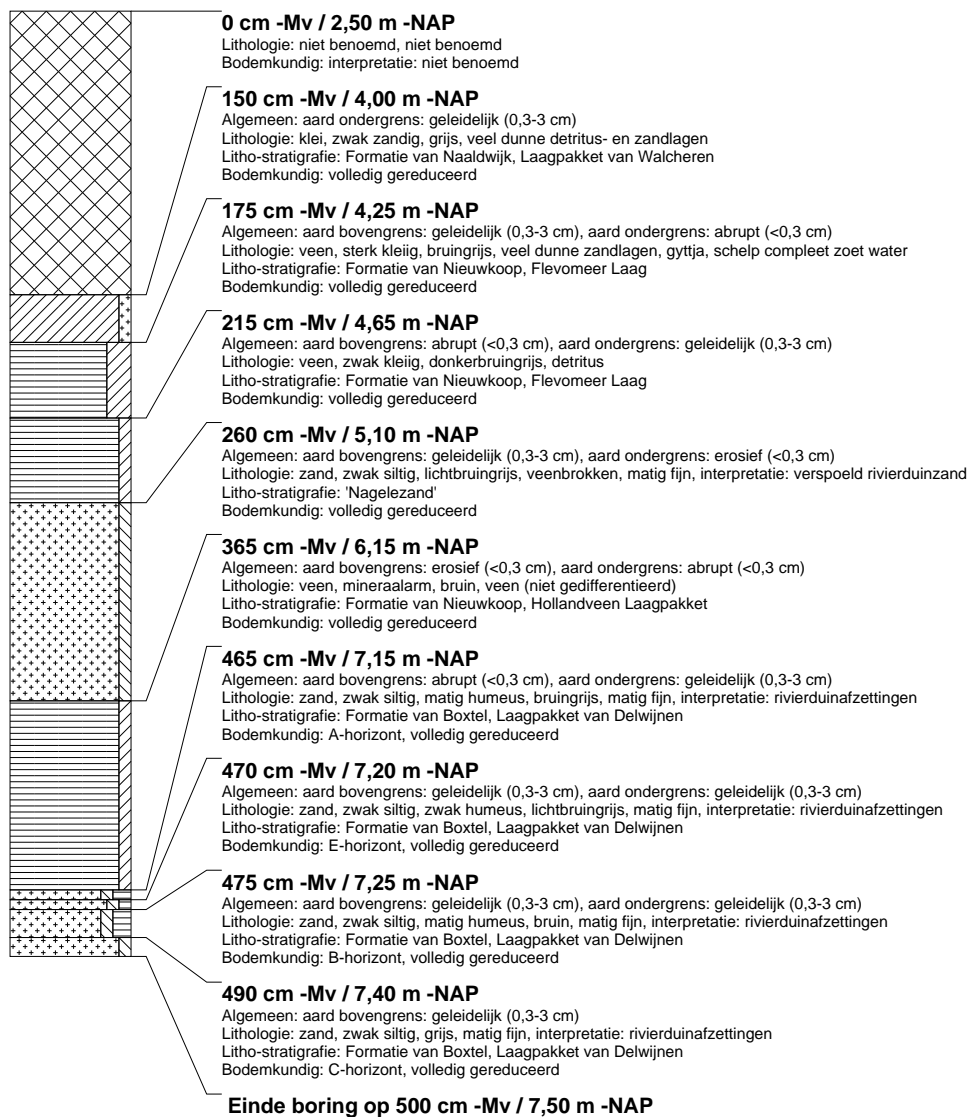 0 cm -Mv / 2,50 m -NAP
Lithologie: niet benoemd, niet benoemd
Bodemkundig: interpretatie: niet benoemd
150 cm -Mv / 4,00 m -NAP
Algemeen: aard ondergrens: geleidelijk (0,3-3 cm)
Lithologie: klei, zwak zandig, grijs, veel dunne detritus- en zandlagen
Litho-stratigrafie: Formatie van Naaldwijk, Laagpakket van Walcheren
Bodemkundig: volledig gereduceerd
175 cm -Mv / 4,25 m -NAP
Algemeen: aard bovengrens: geleidelijk (0,3-3 cm), aard ondergrens: abrupt (<0,3 cm)
Lithologie: veen, sterk kleiig, bruingrijs, veel dunne zandlagen, gyttja, schelp compleet zoet water
Litho-stratigrafie: Formatie van Nieuwkoop, Flevomeer Laag
Bodemkundig: volledig gereduceerd
215 cm -Mv / 4,65 m -NAP
Algemeen: aard bovengrens: abrupt (<0,3 cm), aard ondergrens: geleidelijk (0,3-3 cm)
Lithologie: veen, zwak kleiig, donkerbruingrijs, detritus
Litho-stratigrafie: Formatie van Nieuwkoop, Flevomeer Laag
Bodemkundig: volledig gereduceerd
260 cm -Mv / 5,10 m -NAP
Algemeen: aard bovengrens: geleidelijk (0,3-3 cm), aard ondergrens: erosief (<0,3 cm)
Lithologie: zand, zwak siltig, lichtbruingrijs, veenbrokken, matig fijn, interpretatie: verspoeld rivierduinzand
Litho-stratigrafie: 'Nagelezand'
Bodemkundig: volledig gereduceerd
365 cm -Mv / 6,15 m -NAP
Algemeen: aard bovengrens: erosief (<0,3 cm), aard ondergrens: abrupt (<0,3 cm)
Lithologie: veen, mineraalarm, bruin, veen (niet gedifferentieerd)
Litho-stratigrafie: Formatie van Nieuwkoop, Hollandveen Laagpakket
Bodemkundig: volledig gereduceerd
465 cm -Mv / 7,15 m -NAP
Algemeen: aard bovengrens: abrupt (<0,3 cm), aard ondergrens: geleidelijk (0,3-3 cm)
Lithologie: zand, zwak siltig, matig humeus, bruingrijs, matig fijn, interpretatie: rivierduinafzettingen
Litho-stratigrafie: Formatie van Boxtel, Laagpakket van Delwijnen
Bodemkundig: A-horizont, volledig gereduceerd
470 cm -Mv / 7,20 m -NAP
Algemeen: aard bovengrens: geleidelijk (0,3-3 cm), aard ondergrens: geleidelijk (0,3-3 cm)
Lithologie: zand, zwak siltig, zwak humeus, lichtbruingrijs, matig fijn, interpretatie: rivierduinafzettingen
Litho-stratigrafie: Formatie van Boxtel, Laagpakket van Delwijnen
Bodemkundig: E-horizont, volledig gereduceerd
475 cm -Mv / 7,25 m -NAP
Algemeen: aard bovengrens: geleidelijk (0,3-3 cm), aard ondergrens: geleidelijk (0,3-3 cm)
Lithologie: zand, zwak siltig, matig humeus, bruin, matig fijn, interpretatie: rivierduinafzettingen
Litho-stratigrafie: Formatie van Boxtel, Laagpakket van Delwijnen
Bodemkundig: B-horizont, volledig gereduceerd
490 cm -Mv / 7,40 m -NAP
Algemeen: aard bovengrens: geleidelijk (0,3-3 cm)
Lithologie: zand, zwak siltig, grijs, matig fijn, interpretatie: rivierduinafzettingen
Litho-stratigrafie: Formatie van Boxtel, Laagpakket van Delwijnen
Bodemkundig: C-horizont, volledig gereduceerd
Einde boring op 500 cm -Mv / 7,50 m -NAP